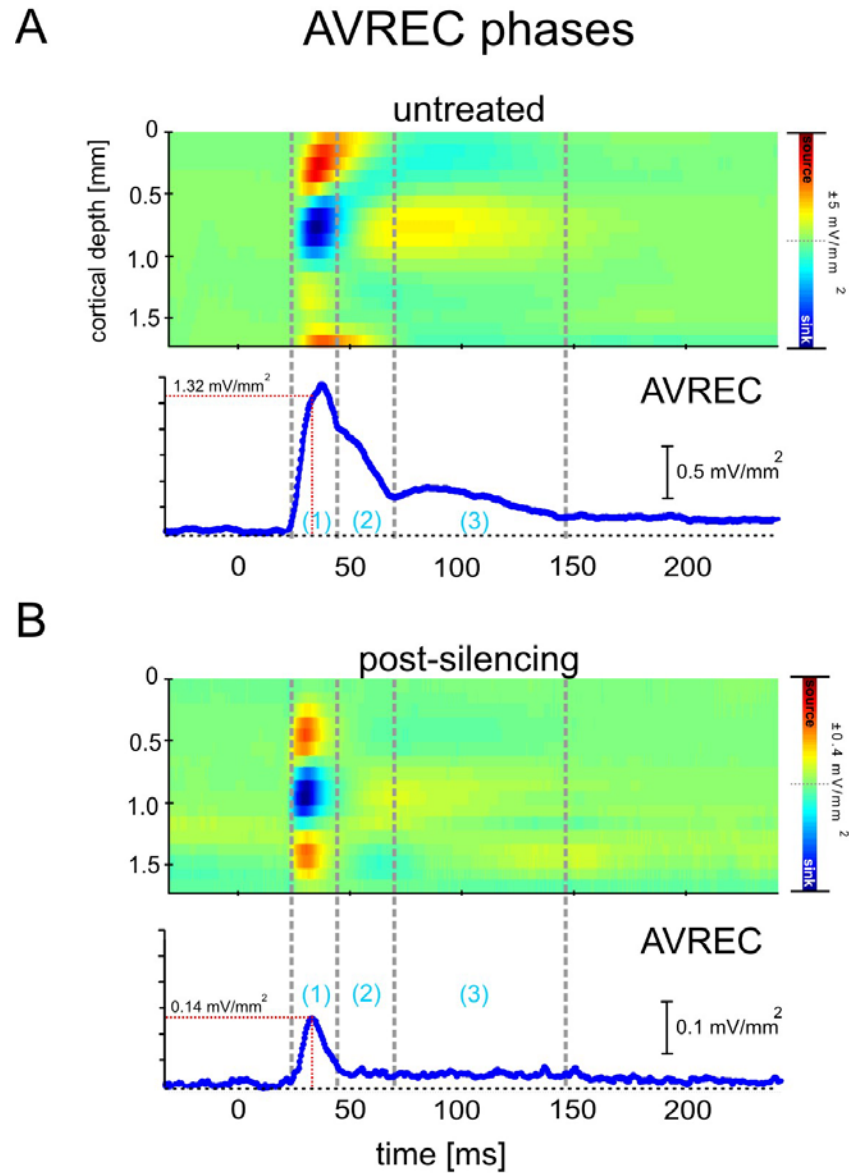 A
AVREC phases
untreated
0
0.5
1.0
1.5
cortical depth [mm]
source
sink
±5 mV/mm 2
1.32 mV/mm2
AVREC
0.5 mV/mm2
(1) (2) (3)
0 50 100 150 200
B
post-silencing
0
0.5
1.0
1.5
source
sink
±0.4 mV/mm 2
AVREC
0.14 mV/mm2
(1) (2) (3)
0.1 mV/mm2
0 50 100 150 200
time [ms]